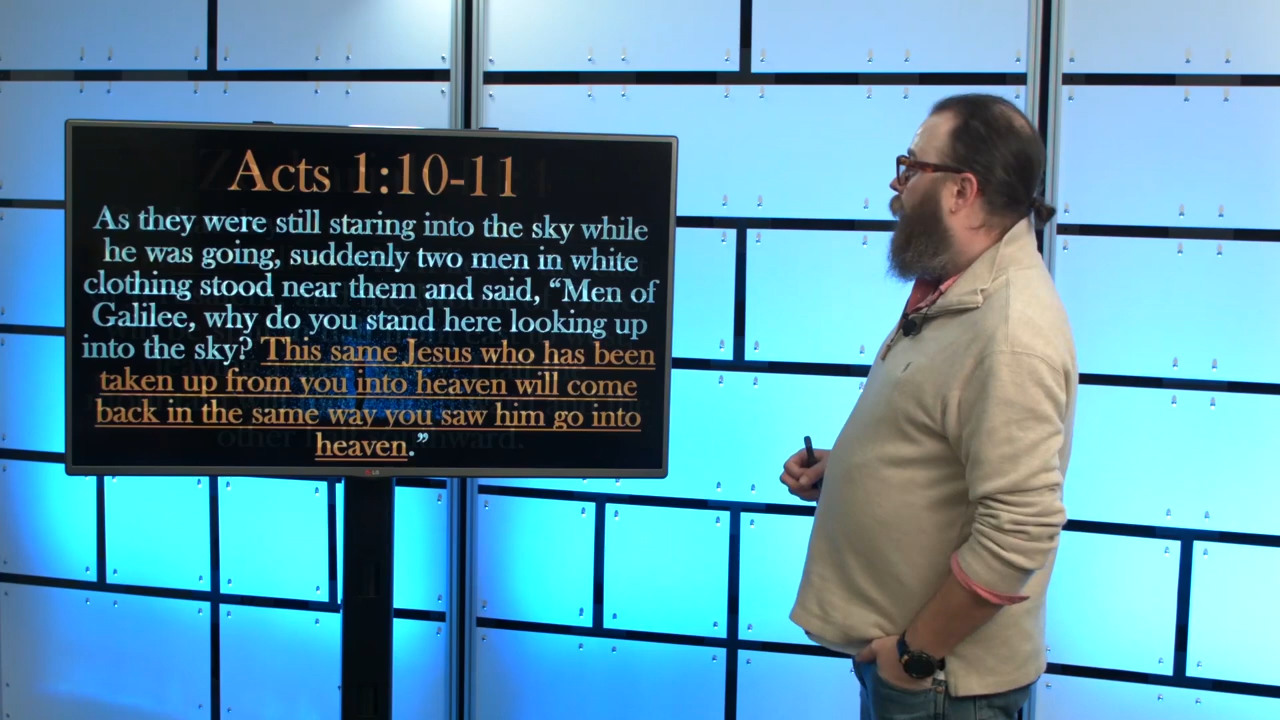 Acts 1:10-11
As they were still staring into the sky while
he was going, suddenly two men in white
clothing stood near them and said, “Men of
Galilee, why do you stand here looking up
into the sky? This same Jesus who has been
taken up from you into heaven will come
back in the same way you saw him go into
heaven.”
LG